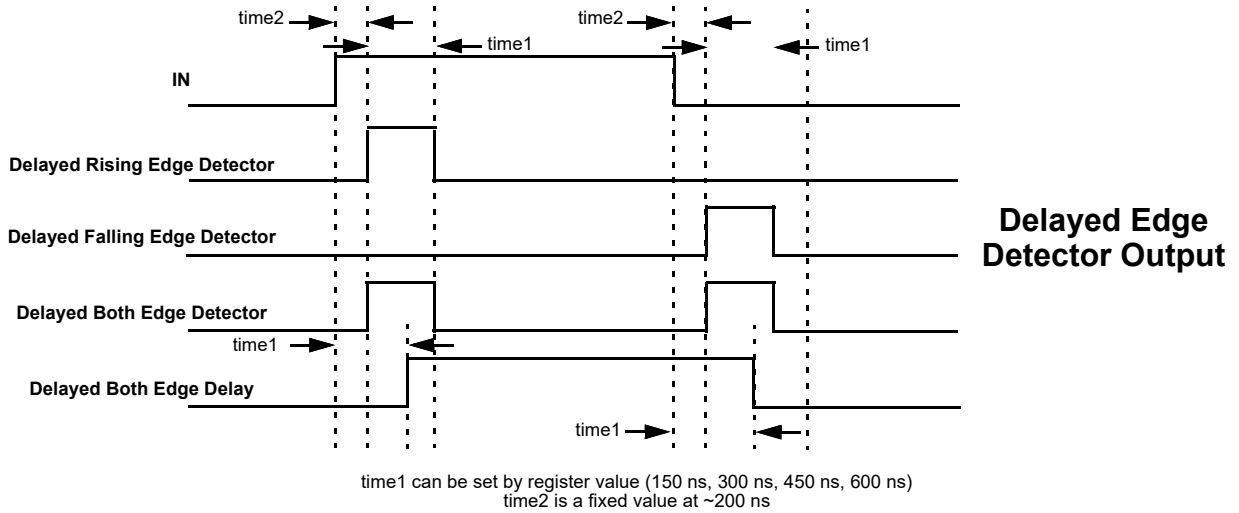 time2
time2
time1
time1
IN
Delayed Rising Edge Detector
Delayed Falling Edge Detector
Delayed Edge
Detector Output
Delayed Both Edge Detector
time1
Delayed Both Edge Delay
time1
time1 can be set by register value (150 ns, 300 ns, 450 ns, 600 ns)
time2 is a fixed value at ~200 ns